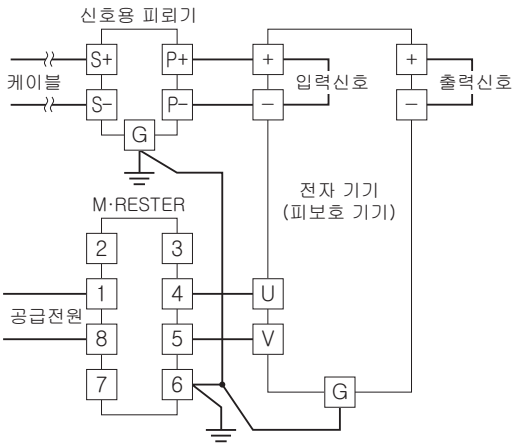 신호용 피뢰기
S+ P+ + +
케이블 입력신호 출력신호
S− P− − −
G
전자 기기
(피보호 기기)
M·RESTER
2 3
1 4 U
공급전원
8 5 V
7 6 G